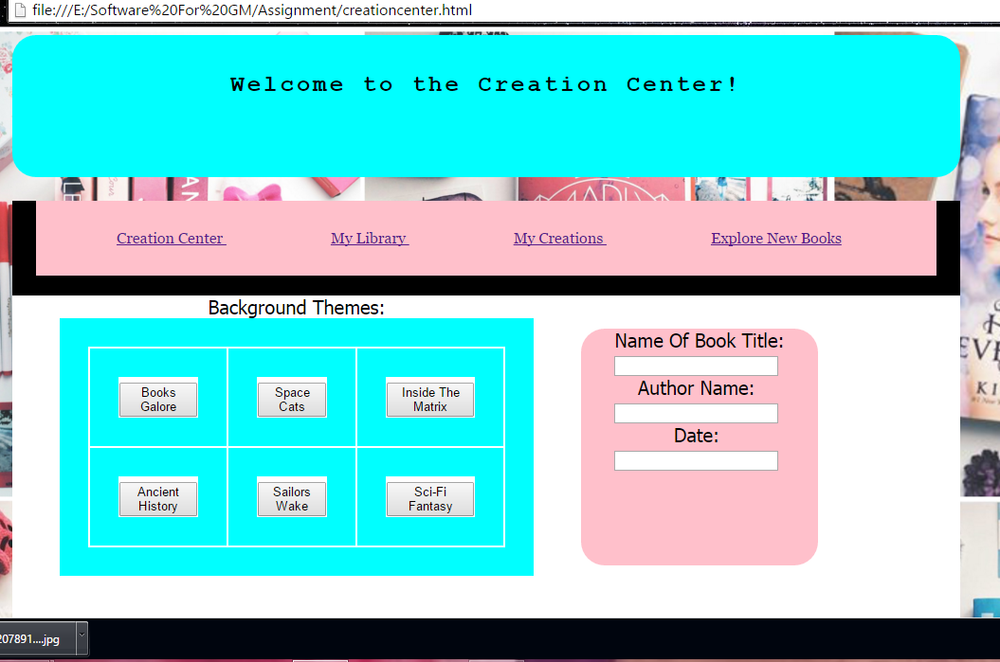 file:///E:/Software%20For%20GM/Assignment/creationcenter.html
Welcome to the Creation Center!
Creation Center My Library My Creations Explore New Books
Background Themes:
Books Galore
Space Cats
Inside The Matrix
Ancient History
Sailors Wake
Sci-Fi Fantasy
Name Of Book Title:
Author Name:
Date:
207891....jpg